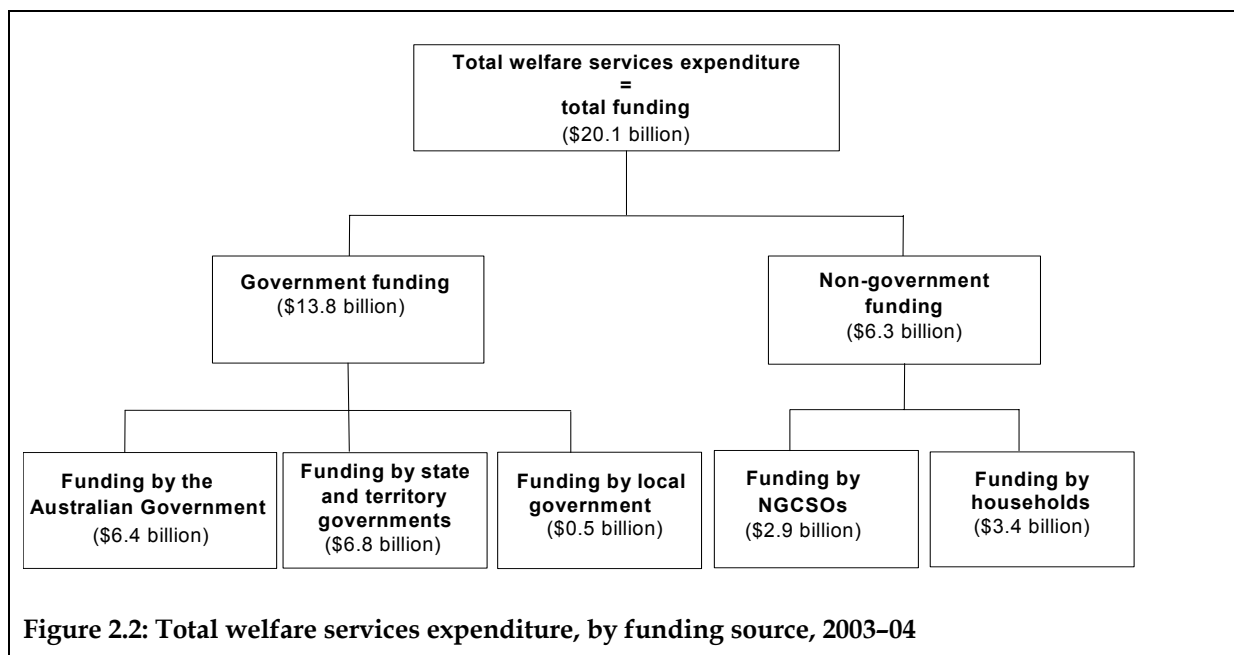 Total welfare services expenditure
=
total funding
($20.1 billion)
Government funding
($13.8 billion)
Non-government
funding
($6.3 billion)
Funding by the
Australian Government
($6.4 billion)
Funding by state
and territory
governments
($6.8 billion)
Funding by local
government
($0.5 billion)
Funding by
NGCSOs
($2.9 billion)
Funding by
households
($3.4 billion)
Figure 2.2: Total welfare services expenditure, by funding source, 2003–04